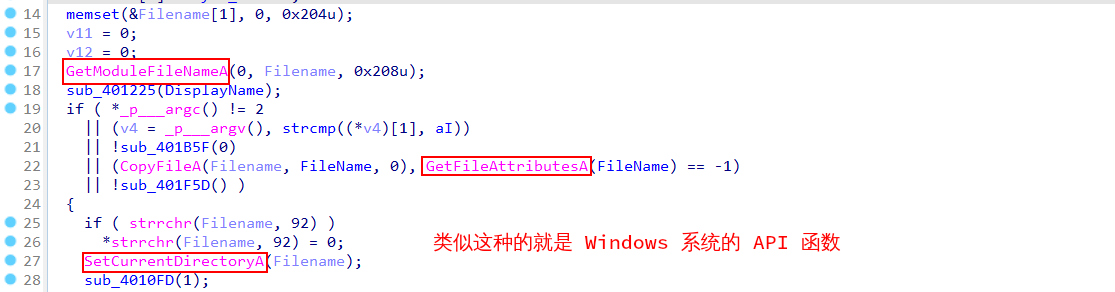 14 memset(&Filename[1], 0, 0x204u);
15 v11 = 0;
16 v12 = 0;
17 GetModuleFileNameA(0, Filename, 0x208u);
18 sub_401225(DisplayName);
19 if ( *_p___argc() != 2
20 || (v4 = _p___argv(), strcmp((*v4)[1], aI))
21 || !sub_401B5F(0)
22 || (CopyFileA(Filename, FileName, 0), GetFileAttributesA(FileName) == -1)
23 || !sub_401F5D() )
24 {
25 if ( strrchr(Filename, 92) )
26 *strrchr(Filename, 92) = 0;
类似这种的就是 Windows 系统的 API 函数
27 SetCurrentDirectoryA(Filename);
28 sub_4010FD(1);